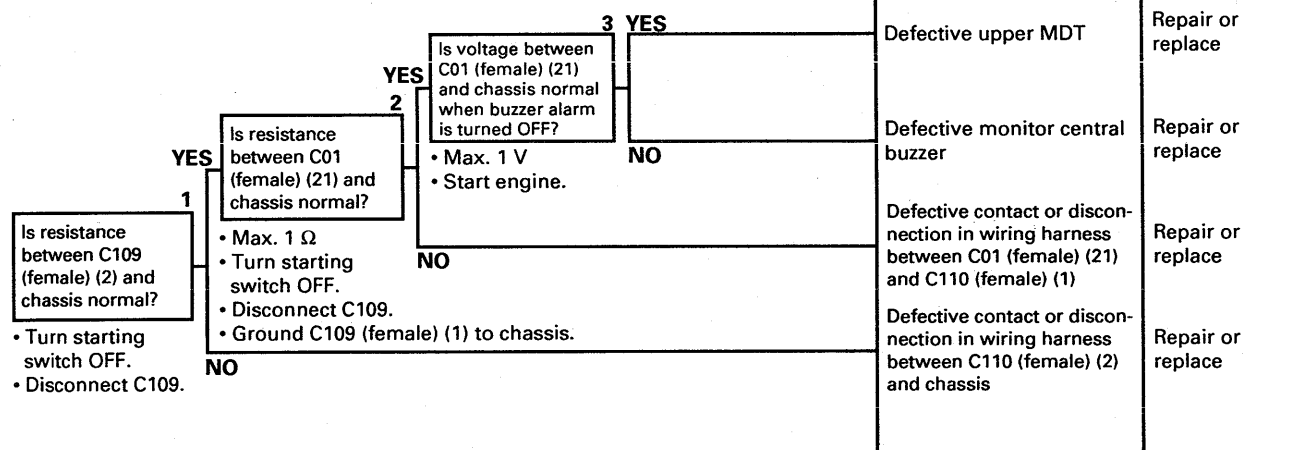 3 YES
Is voltage between
C01 (female) (21)
and chassis normal
when buzzer alarm
is turned OFF?
• Max. 1 V
• Start engine.
NO
YES
2
Is resistance
between C01
(female) (21) and
chassis normal?
• Max. 1 Ω
• Turn starting
switch OFF.
• Disconnect C109.
• Ground C109 (female) (1) to chassis.
NO
YES
1
Is resistance
between C109
(female) (2) and
chassis normal?
• Turn starting
switch OFF.
• Disconnect C109.
NO
Defective upper MDT
Repair or
replace
Defective monitor central
buzzer
Repair or
replace
Defective contact or discon-
nection in wiring harness
between C01 (female) (21)
and C110 (female) (1)
Repair or
replace
Defective contact or discon-
nection in wiring harness
between C110 (female) (2)
and chassis
Repair or
replace